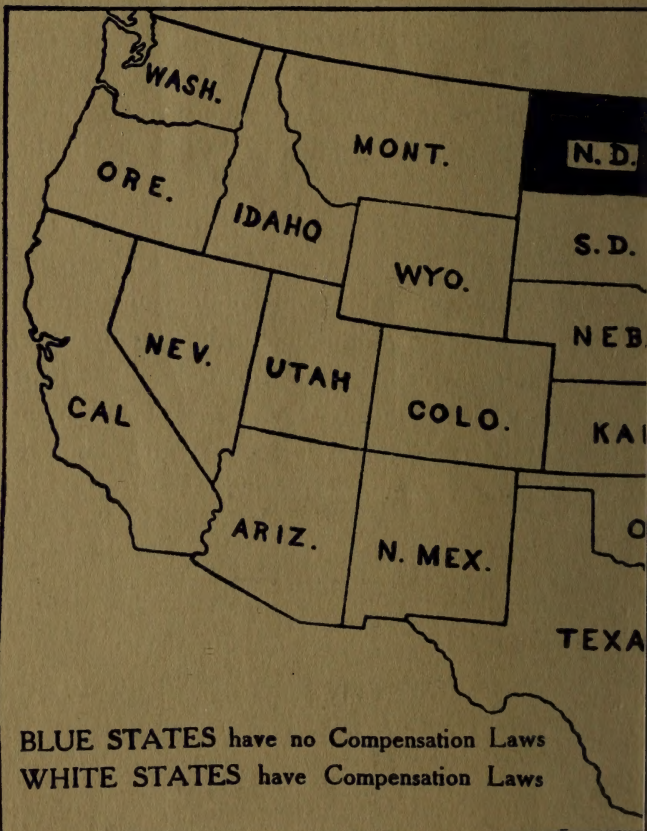 WASH.
MONT.
N. D.
ORE.
IDAHO
S. D.
WYO.
NEB
NEV.
UTAH
COLO.
CAL
KA
ARIZ.
N. MEX.
O
TEXA
BLUE STATES have no Compensation Laws
WHITE STATES have Compensation Laws